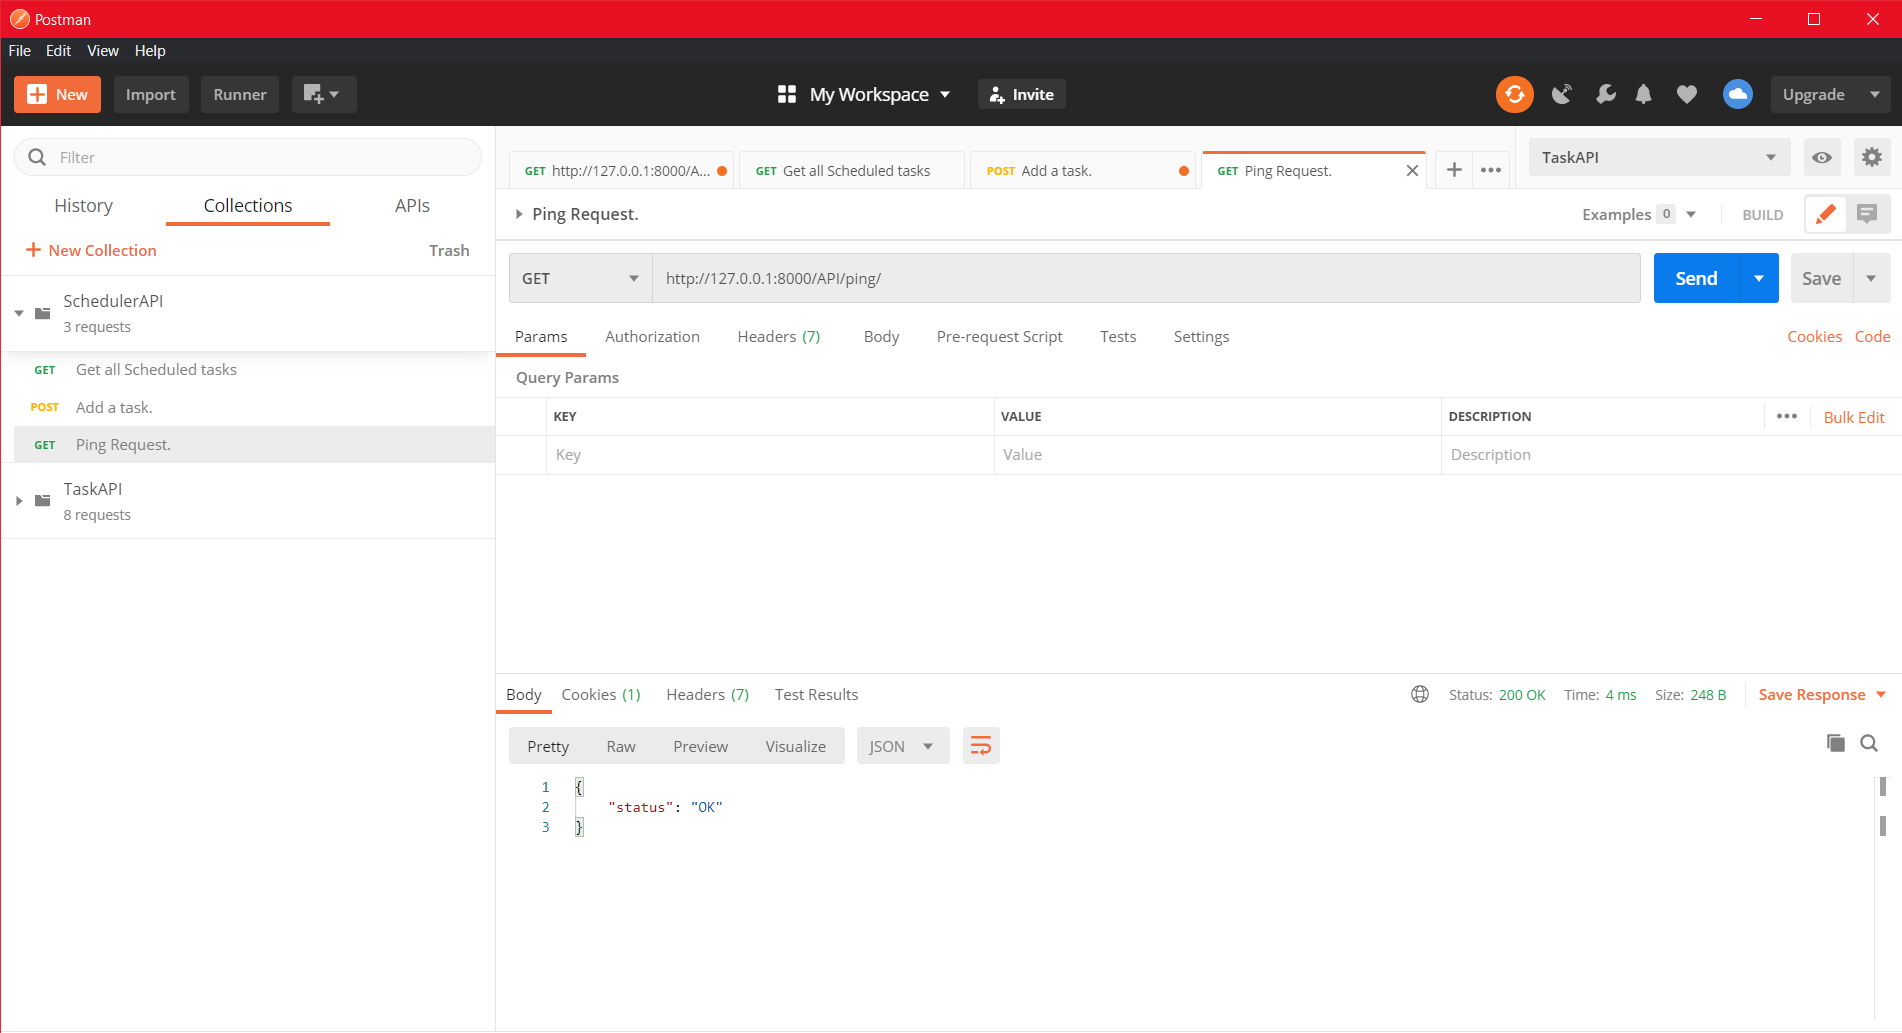 Postman
File Edit View Help
New Import Runner My Workspace Invite Upgrade
Filter
History Collections APIs
New Collection Trash
SchedulerAPI
3 requests
GET Get all Scheduled tasks
POST Add a task.
GET Ping Request.
TaskAPI
8 requests
GET http://127.0.0.1:8000/A... GET Get all Scheduled tasks POST Add a task. GET Ping Request. TaskAPI
Ping Request. Examples 0 BUILD
GET http://127.0.0.1:8000/API/ping/ Send Save
Params Authorization Headers (7) Body Pre-request Script Tests Settings Cookies Code
Query Params
KEY VALUE DESCRIPTION Bulk Edit
Key Value Description
Body Cookies (1) Headers (7) Test Results Status: 200 OK Time: 4 ms Size: 248 B Save Response
Pretty Raw Preview Visualize JSON
1 {
2 "status": "OK"
3 }